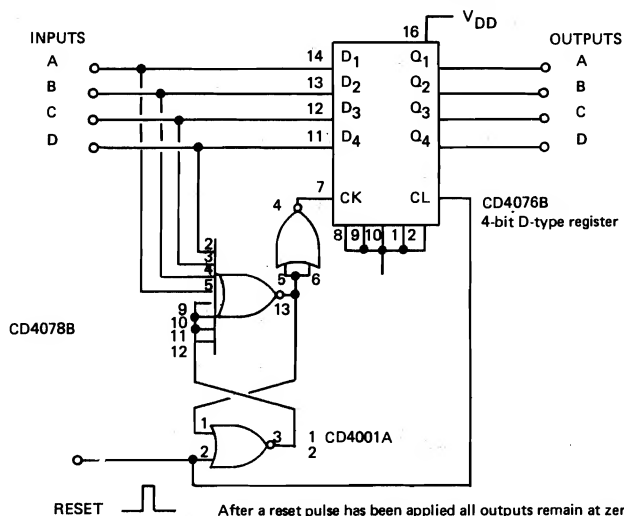 V_DD
16
INPUTS
OUTPUTS
A
14
D1
Q1
A
B
13
D2
Q2
B
C
12
D3
Q3
C
D
11
D4
Q4
D
7
CK
CL
CD4076B
4-bit D-type register
4
8 9 10 1 2
5 6
2
3
4
5
13
9
10
11
12
CD4078B
1
2
3
1
2
CD4001A
RESET
After a reset pulse has been applied all outputs remain at zer